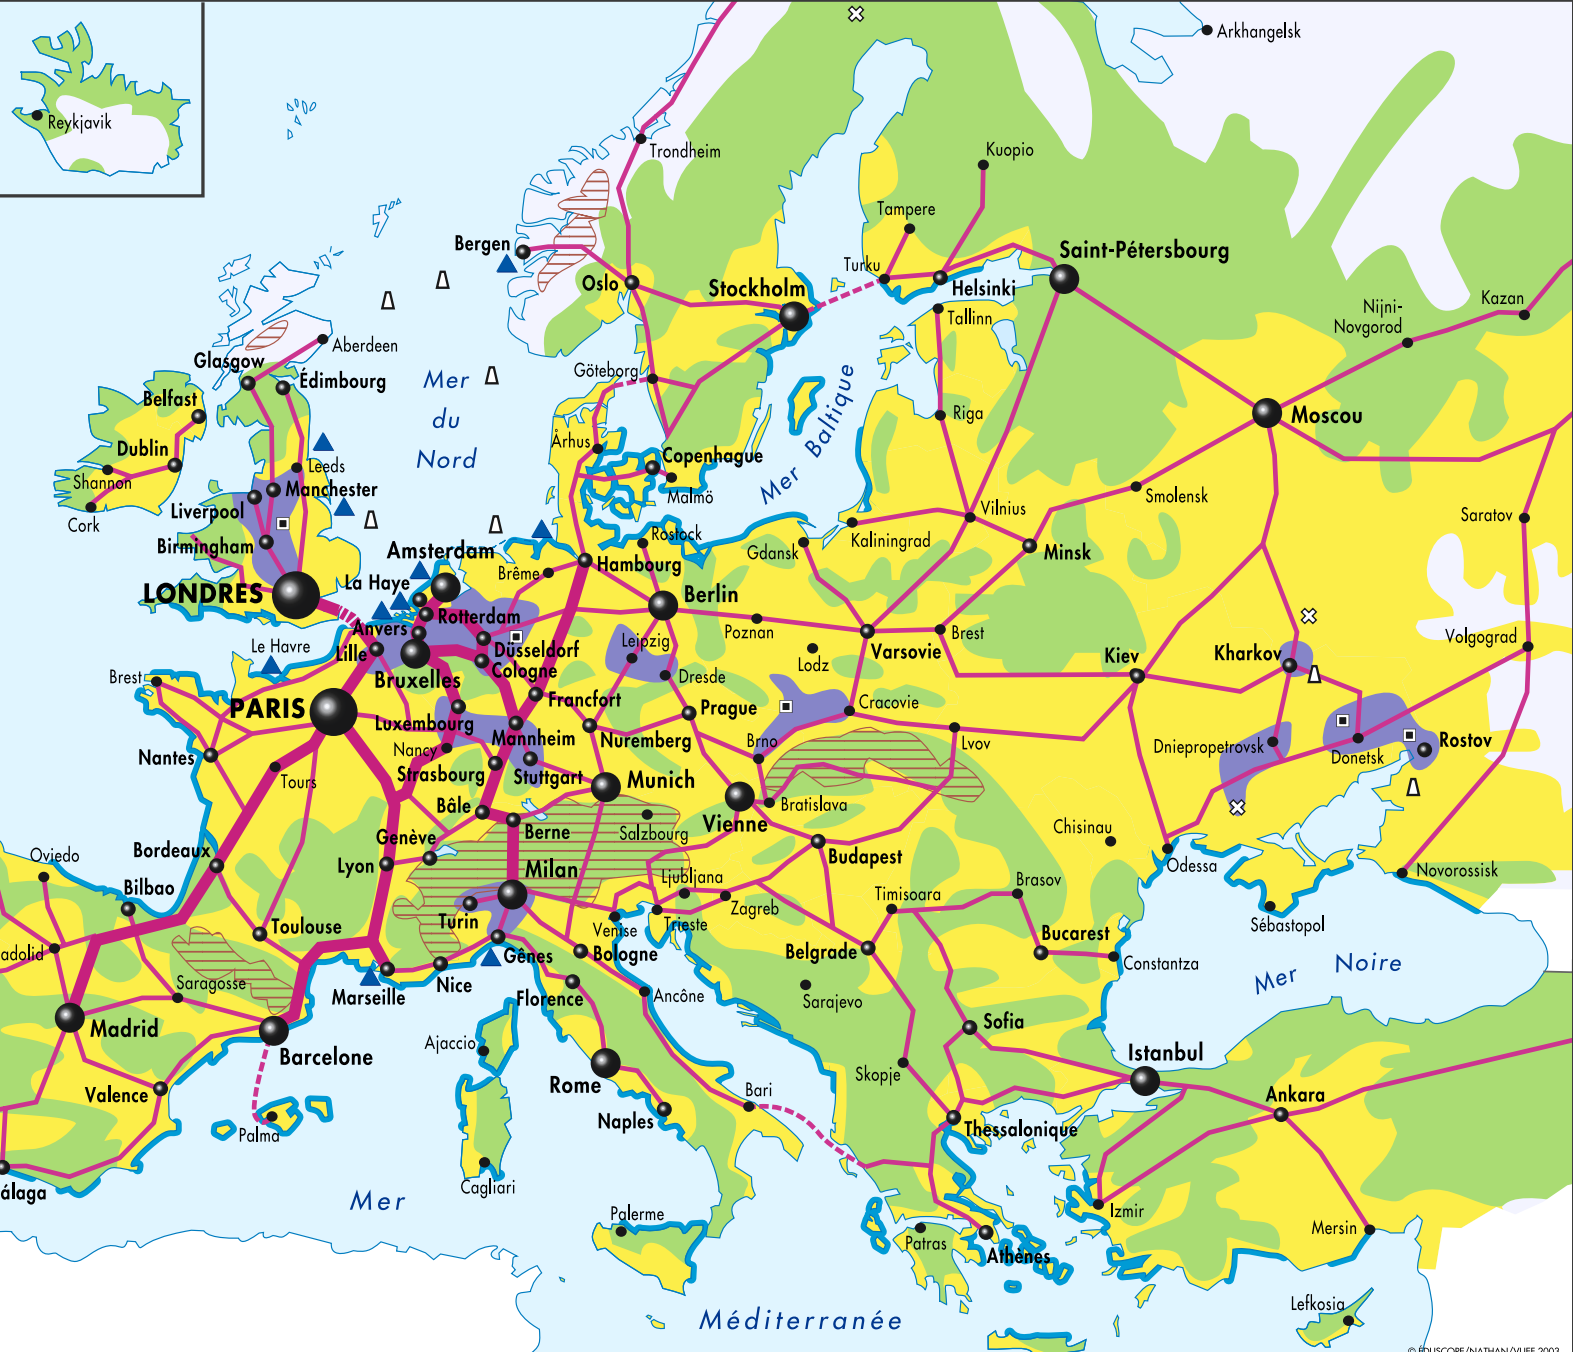 Arkhangelsk
Reykjavik
Trondheim
Kuopio
Tampere
Bergen
Turku
Saint-Pétersbourg
Oslo
Stockholm
Helsinki
Tallinn
Nijni-
Novgorod
Kazan
Aberdeen
Glasgow
Édimbourg
Göteborg
Mer
du
Nord
Mer Baltique
Belfast
Riga
Moscou
Dublin
Århus
Copenhague
Shannon
Leeds
Manchester
Malmö
Cork
Liverpool
Vilnius
Smolensk
Saratov
Birmingham
Rostock
Kaliningrad
Gdansk
Minsk
Amsterdam
Brême
Hambourg
LONDRES
La Haye
Berlin
Rotterdam
Anvers
Poznan
Brest
Volgograd
Le Havre
Lille
Düsseldorf
Leipzig
Lodz
Varsovie
Kiev
Kharkov
Bruxelles
Cologne
Dresde
Brest
PARIS
Francfort
Cracovie
Luxembourg
Prague
Nantes
Nancy
Mannheim
Nuremberg
Brno
Lvov
Dniepropetrovsk
Donetsk
Rostov
Tours
Strasbourg
Stuttgart
Munich
Bâle
Bratislava
Berne
Salzbourg
Vienne
Chisinau
Genève
Bordeaux
Lyon
Milan
Budapest
Odessa
Novorossisk
Oviedo
Bilbao
Ljubljana
Timisoara
Brasov
Zagreb
Turin
Toulouse
Venise
Trieste
Sébastopol
adolid
Gênes
Bologne
Belgrade
Bucarest
Constantza
Mer Noire
Saragosse
Marseille
Nice
Florence
Ancône
Sarajevo
Madrid
Sofia
Barcelone
Ajaccio
Istanbul
Rome
Skopje
Valence
Bari
Ankara
Naples
Palma
Thessalonique
Cagliari
álaga
Mer
Palerme
Izmir
Mersin
Patras
Athènes
Méditerranée
Lefkosia
© ÉDUSCOPE/NATHAN/VUEF 2003